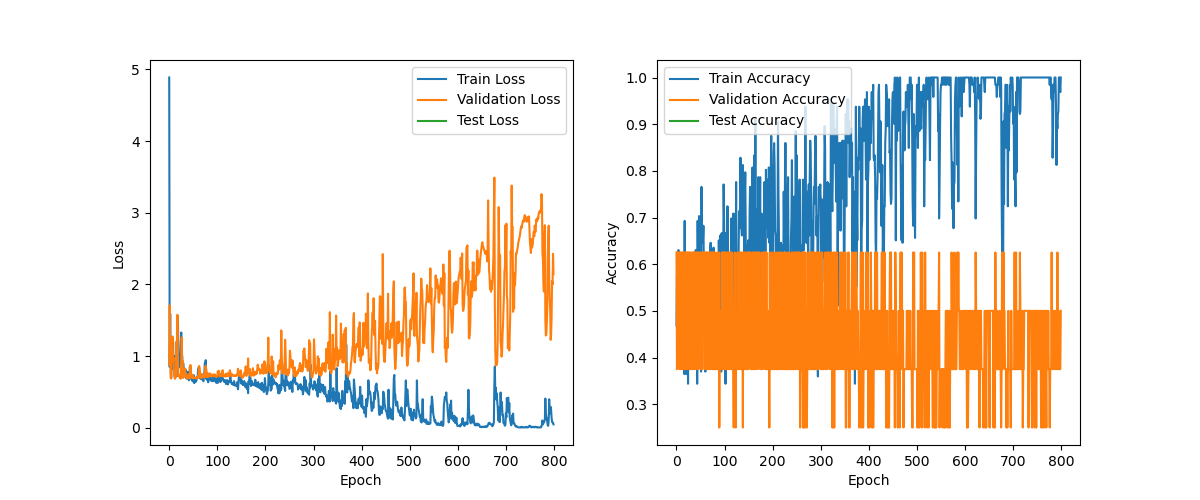 Train Loss
Validation Loss
Test Loss
5
4
3
2
1
0
Loss
0 100 200 300 400 500 600 700 800
Epoch
Train Accuracy
Validation Accuracy
Test Accuracy
1.0
0.9
0.8
0.7
0.6
0.5
0.4
0.3
Accuracy
0 100 200 300 400 500 600 700 800
Epoch